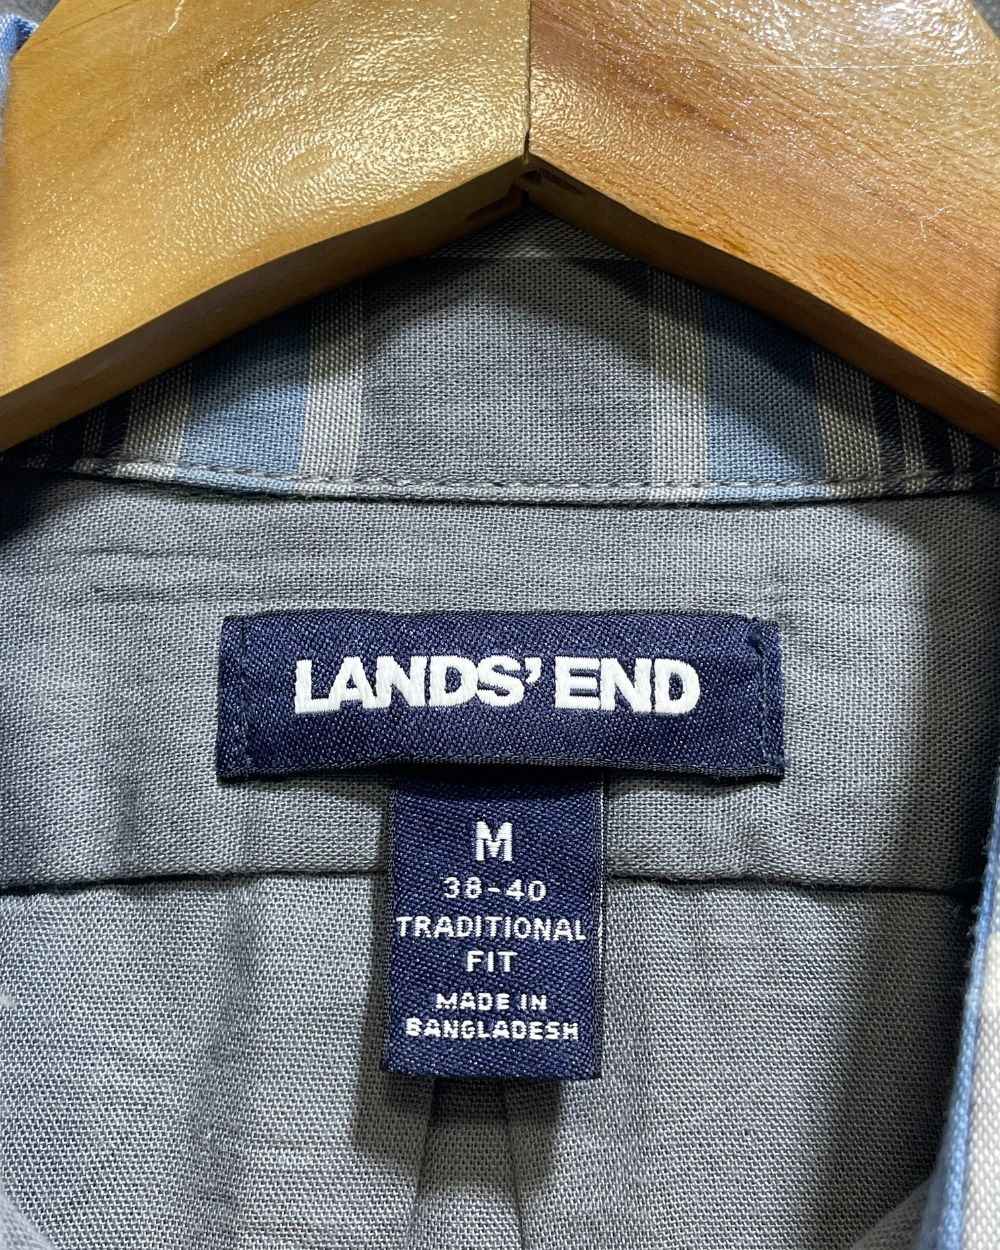 LANDS' END
M
38-40
TRADITIONAL
FIT
MADE IN
BANGLADESH